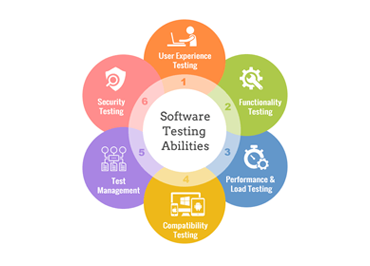 User Experience
Testing
1
Functionality
Testing
2
Performance &
Load Testing
3
Compatibility
Testing
4
Test
Management
5
Security
Testing
6
Software
Testing
Abilities